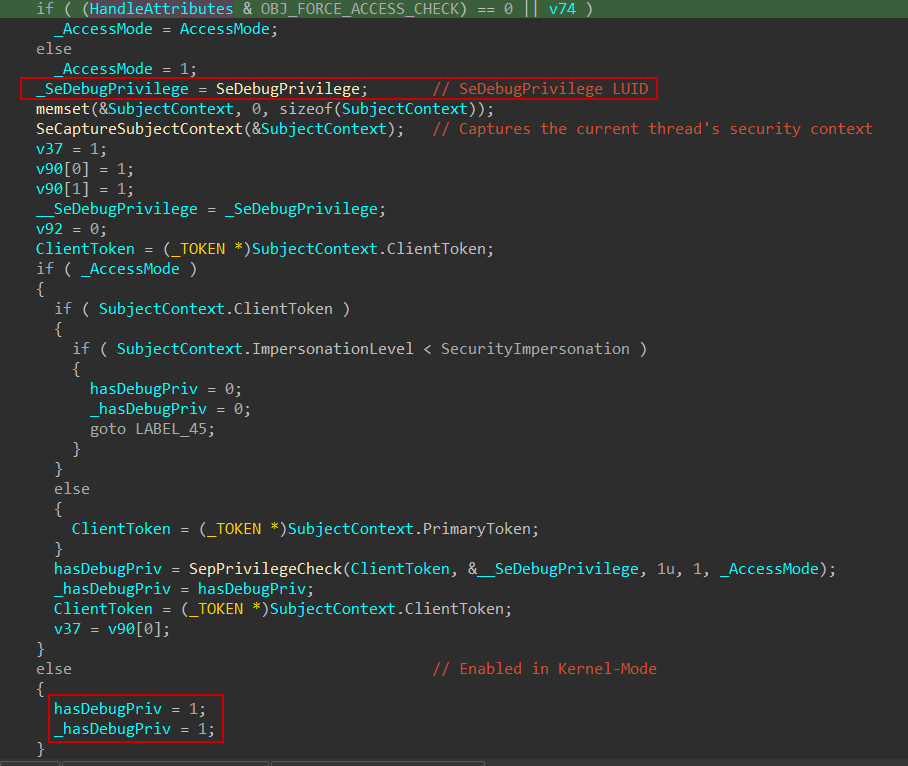 if ( (HandleAttributes & OBJ_FORCE_ACCESS_CHECK) == 0 || v74 )
_AccessMode = AccessMode;
else
_AccessMode = 1;
_SeDebugPrivilege = SeDebugPrivilege; // SeDebugPrivilege LUID
memset(&SubjectContext, 0, sizeof(SubjectContext));
SeCaptureSubjectContext(&SubjectContext); // Captures the current thread's security context
v37 = 1;
v90[0] = 1;
v90[1] = 1;
__SeDebugPrivilege = _SeDebugPrivilege;
v92 = 0;
ClientToken = (_TOKEN *)SubjectContext.ClientToken;
if ( _AccessMode )
{
if ( SubjectContext.ClientToken )
{
if ( SubjectContext.ImpersonationLevel < SecurityImpersonation )
{
hasDebugPriv = 0;
_hasDebugPriv = 0;
goto LABEL_45;
}
}
else
{
ClientToken = (_TOKEN *)SubjectContext.PrimaryToken;
}
hasDebugPriv = SepPrivilegeCheck(ClientToken, &__SeDebugPrivilege, 1u, 1, _AccessMode);
_hasDebugPriv = hasDebugPriv;
ClientToken = (_TOKEN *)SubjectContext.ClientToken;
v37 = v90[0];
}
else // Enabled in Kernel-Mode
{
hasDebugPriv = 1;
_hasDebugPriv = 1;
}